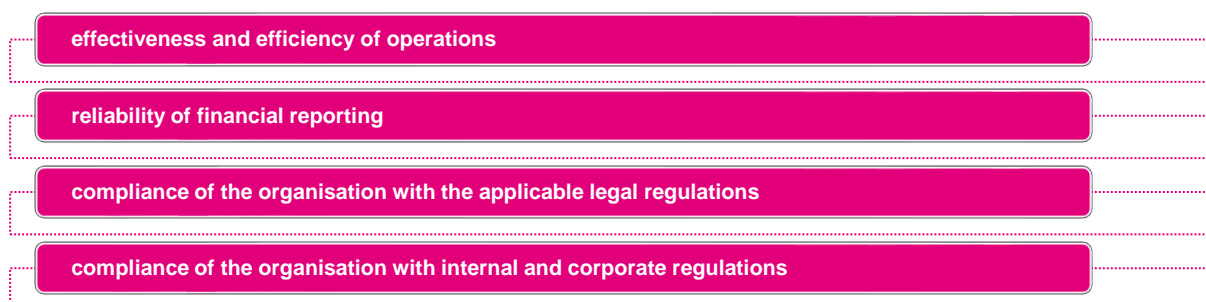 effectiveness and efficiency of operations
reliability of financial reporting
compliance of the organisation with the applicable legal regulations
compliance of the organisation with internal and corporate regulations